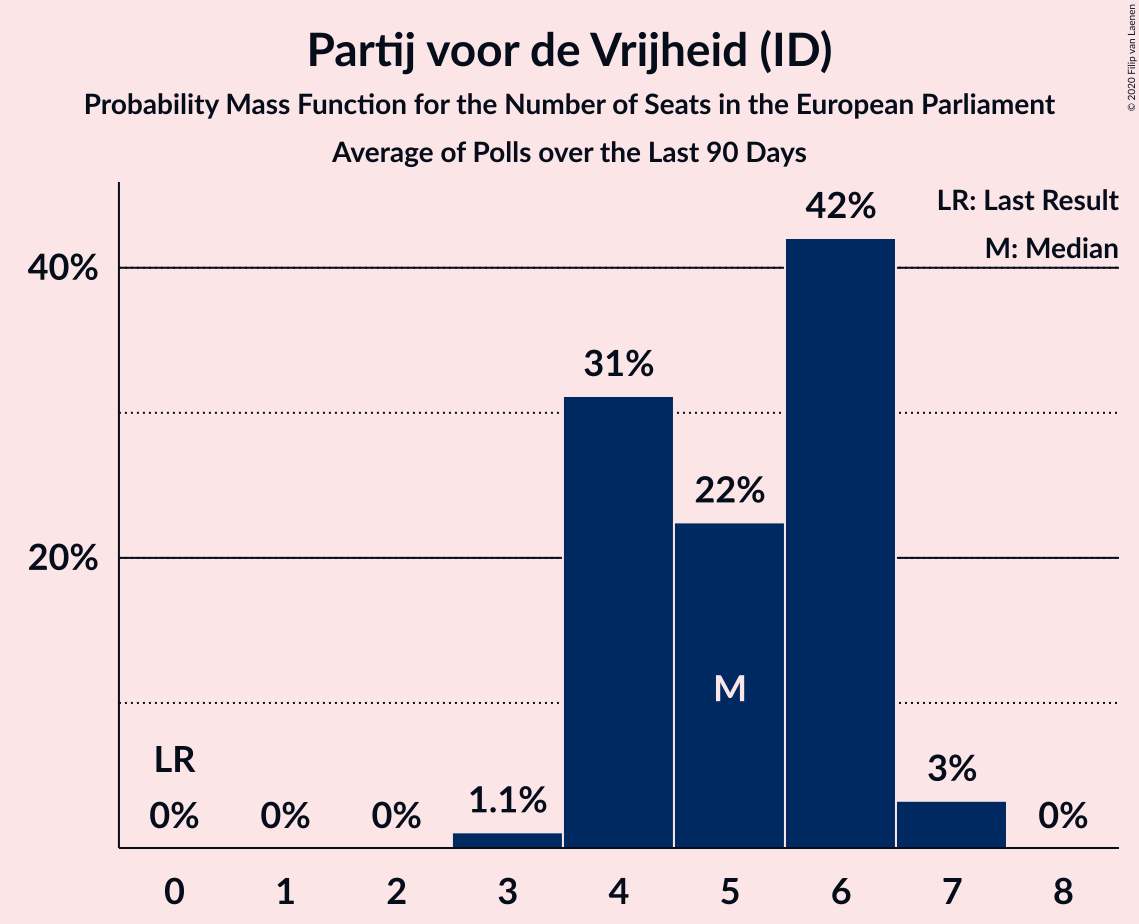 Partij voor de Vrijheid (ID)
Probability Mass Function for the Number of Seats in the European Parliament
Average of Polls over the Last 90 Days
© 2020 Filip van Laenen
LR: Last Result
M: Median
40%
20%
LR
0%
0%
0%
1.1%
31%
22%
M
42%
3%
0%
0 1 2 3 4 5 6 7 8